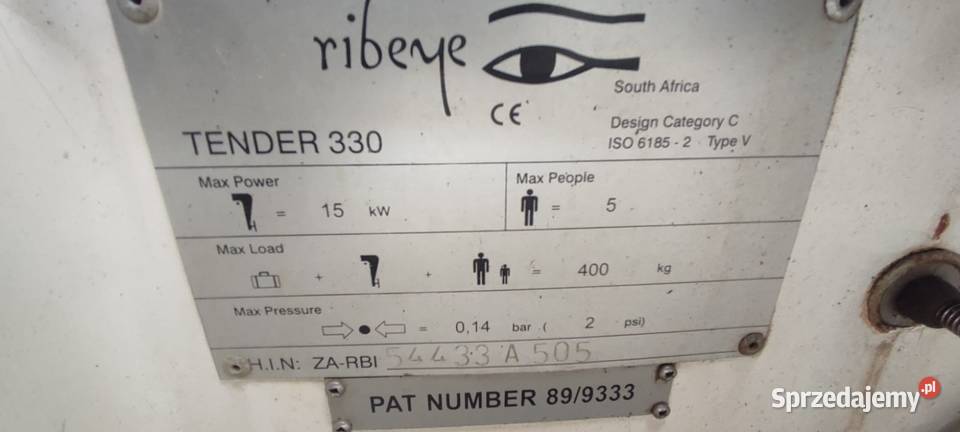 ribeye
South Africa
CE
Design Category C
TENDER 330
ISO 6185 - 2 Type V
Max Power
= 15 kW
Max People
= 5
Max Load
+ + = 400 kg
Max Pressure
= 0,14 bar ( 2 psi)
H.I.N: ZA-RBI 54433 A 505
PAT NUMBER 89/9333
Sprzedajemy.pl